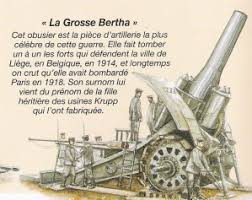 « La Grosse Bertha »
Cet obusier est la pièce d'artillerie la plus
célèbre de cette guerre. Elle fait tomber
un à un les forts qui défendent la ville de
Liège, en Belgique, en 1914, et longtemps
on crut qu'elle avait bombardé
Paris en 1918. Son surnom lui
vient du prénom de la fille
héritière des usines Krupp
qui l'ont fabriquée.